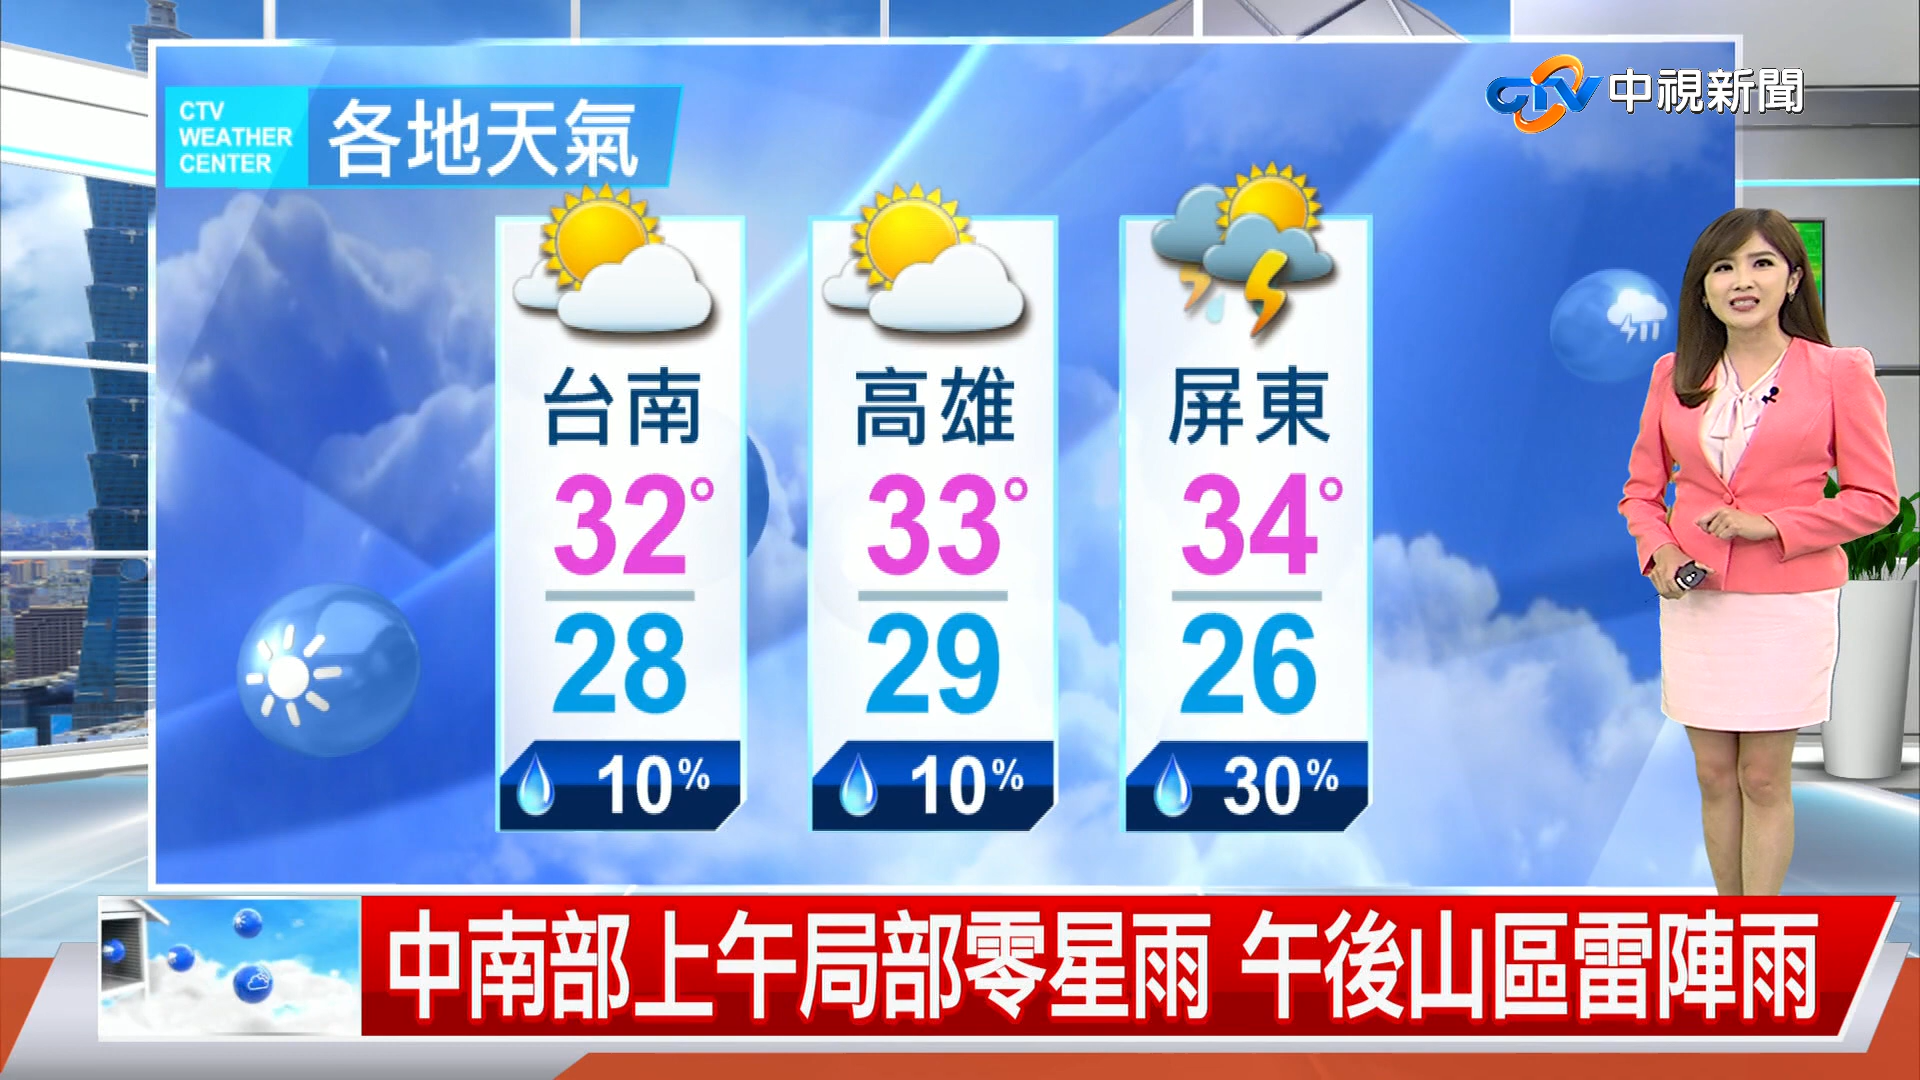 CTV
WEATHER
CENTER
各地天氣
CTV 中視新聞
台南
32°
28
10%
高雄
33°
29
10%
屏東
34°
26
30%
中南部上午局部零星雨 午後山區雷陣雨